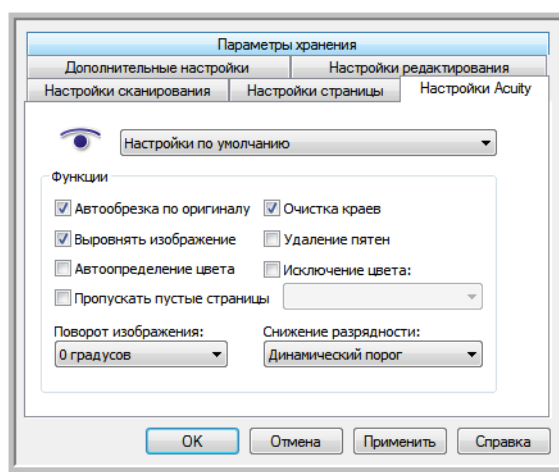 Параметры хранения
Дополнительные настройки Настройки редактирования
Настройки сканирования Настройки страницы Настройки Acuity
Настройки по умолчанию
Функции
Автообрезка по оригиналу Очистка краев
Выровнять изображение Удаление пятен
Автоопределение цвета Исключение цвета:
Пропускать пустые страницы
Поворот изображения: Снижение разрядности:
0 градусов Динамический порог
OK Отмена Применить Справка